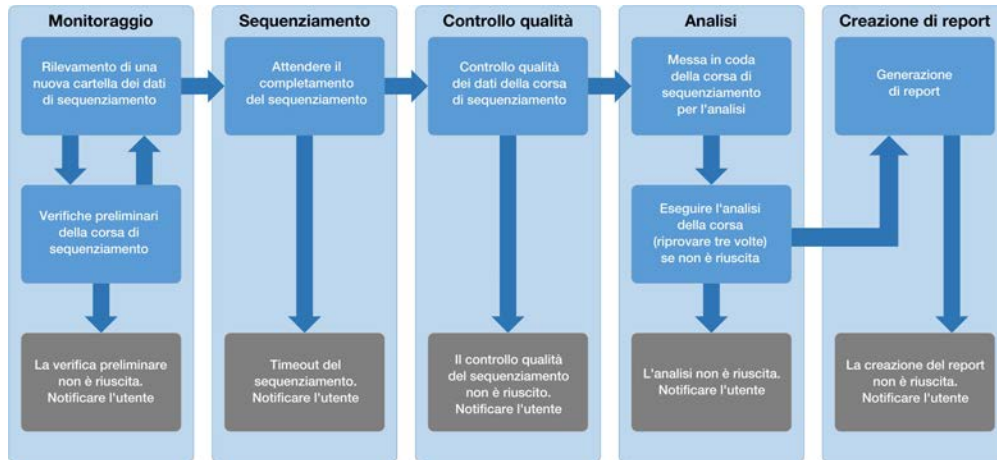 Monitoraggio
Rilevamento di una
nuova cartella dei dati
di sequenziamento
Verifiche preliminari
della corsa di
sequenziamento
La verifica preliminare
non è riuscita.
Notificare l'utente
Sequenziamento
Attendere il
completamento
del sequenziamento
Timeout del
sequenziamento.
Notificare l'utente
Controllo qualità
Controllo qualità
dei dati della corsa
di sequenziamento
Il controllo qualità
del sequenziamento
non è riuscito.
Notificare l'utente
Analisi
Messa in coda
della corsa di
sequenziamento
per l'analisi
Eseguire l'analisi
della corsa
(riprovare tre volte)
se non è riuscita
L'analisi non è riuscita.
Notificare l'utente
Creazione di report
Generazione
di report
La creazione del report
non è riuscita.
Notificare l'utente